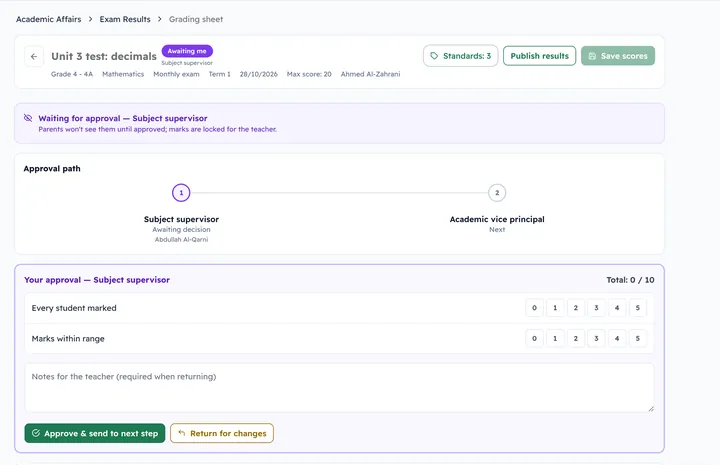 Academic Affairs > Exam Results > Grading sheet
Unit 3 test: decimals
Awaiting me
Subject supervisor
Standards: 3
Publish results
Save scores
Grade 4 - 4A Mathematics Monthly exam Term 1 28/10/2026 Max score: 20 Ahmed Al-Zahrani
Waiting for approval — Subject supervisor
Parents won't see them until approved; marks are locked for the teacher.
Approval path
1
2
Subject supervisor
Awaiting decision
Abdullah Al-Qarni
Academic vice principal
Next
Your approval — Subject supervisor
Total: 0 / 10
Every student marked
0 1 2 3 4 5
Marks within range
0 1 2 3 4 5
Notes for the teacher (required when returning)
Approve & send to next step
Return for changes